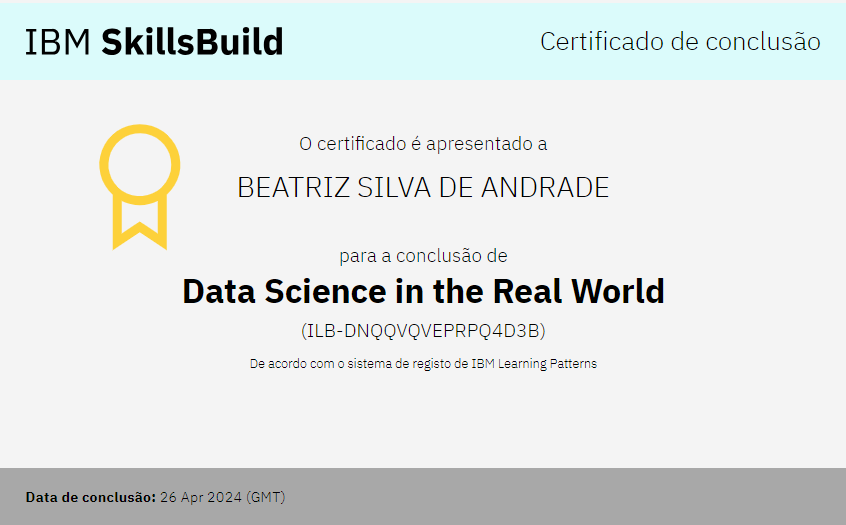 IBM SkillsBuild
Certificado de conclusão
O certificado é apresentado a
BEATRIZ SILVA DE ANDRADE
para a conclusão de
Data Science in the Real World
(ILB-DNQQVQVEPRPQ4D3B)
De acordo com o sistema de registo de IBM Learning Patterns
Data de conclusão: 26 Apr 2024 (GMT)